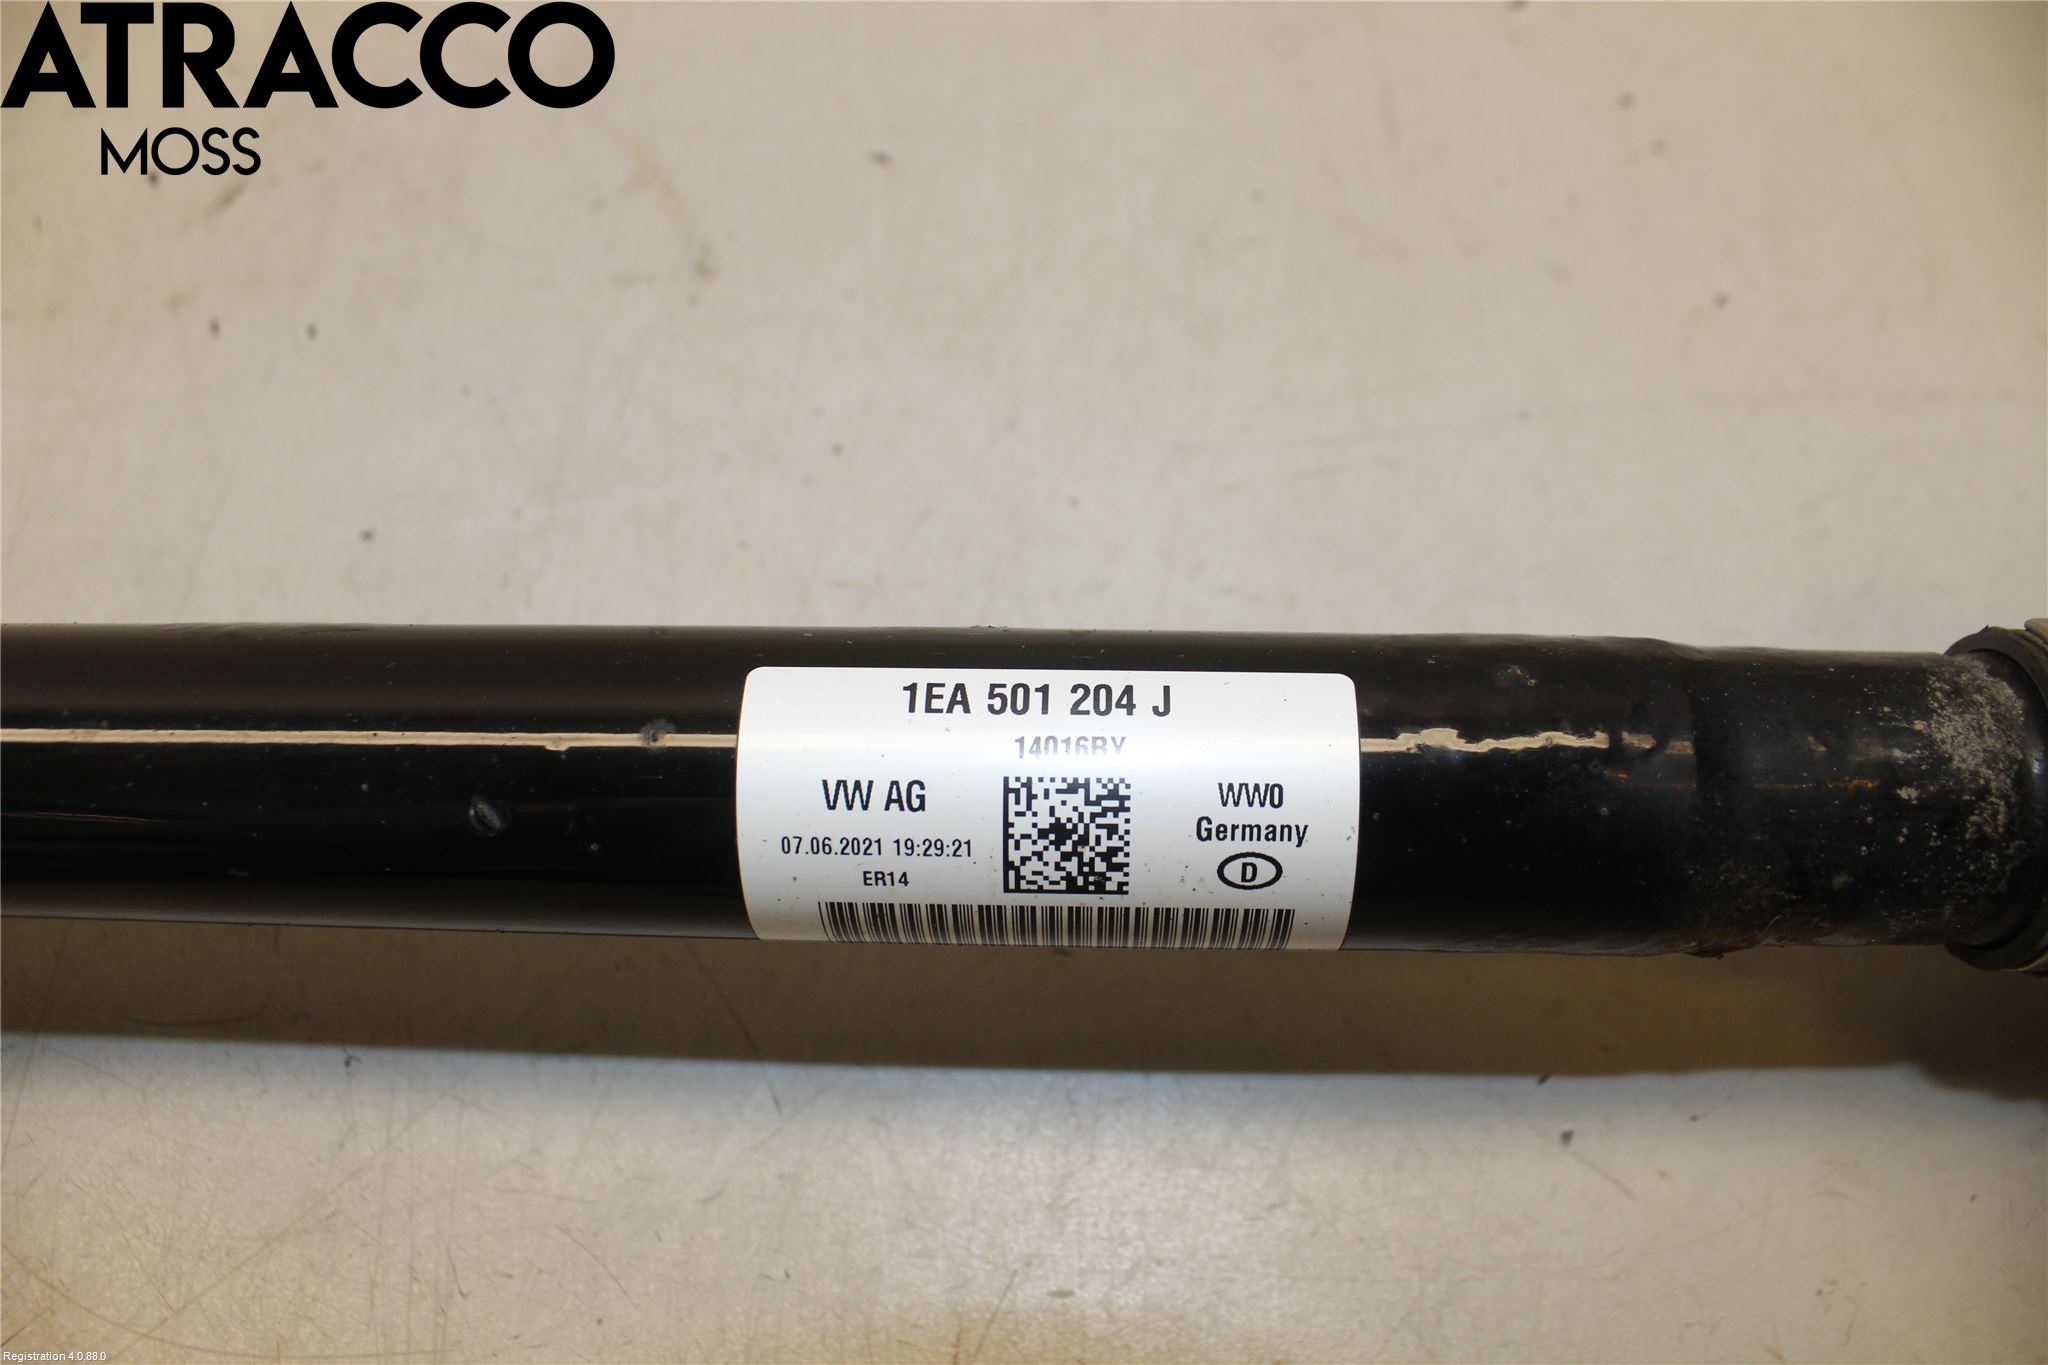 ATRACCO
MOSS
1EA 501 204 J
14016BY
VW AG
07.06.2021 19:29:21
ER14
WW0
Germany
D
Registration 4.0.88.0